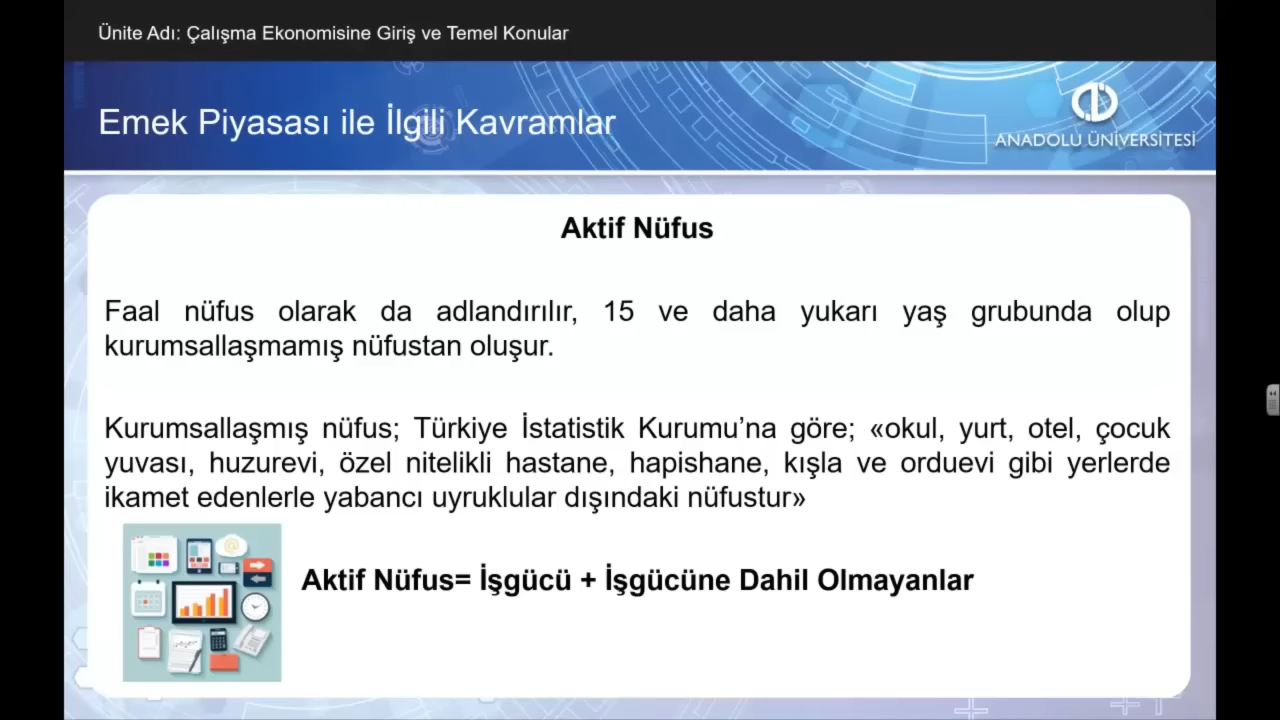 Ünite Adı: Çalışma Ekonomisine Giriş ve Temel Konular
Emek Piyasası ile İlgili Kavramlar
ANADOLU ÜNİVERSİTESİ
Aktif Nüfus
Faal nüfus olarak da adlandırılır, 15 ve daha yukarı yaş grubunda olup
kurumsallaşmamış nüfustan oluşur.
Kurumsallaşmış nüfus; Türkiye İstatistik Kurumu’na göre; «okul, yurt, otel, çocuk
yuvası, huzurevi, özel nitelikli hastane, hapishane, kışla ve orduevi gibi yerlerde
ikamet edenlerle yabancı uyruklular dışındaki nüfustur»
Aktif Nüfus= İşgücü + İşgücüne Dahil Olmayanlar